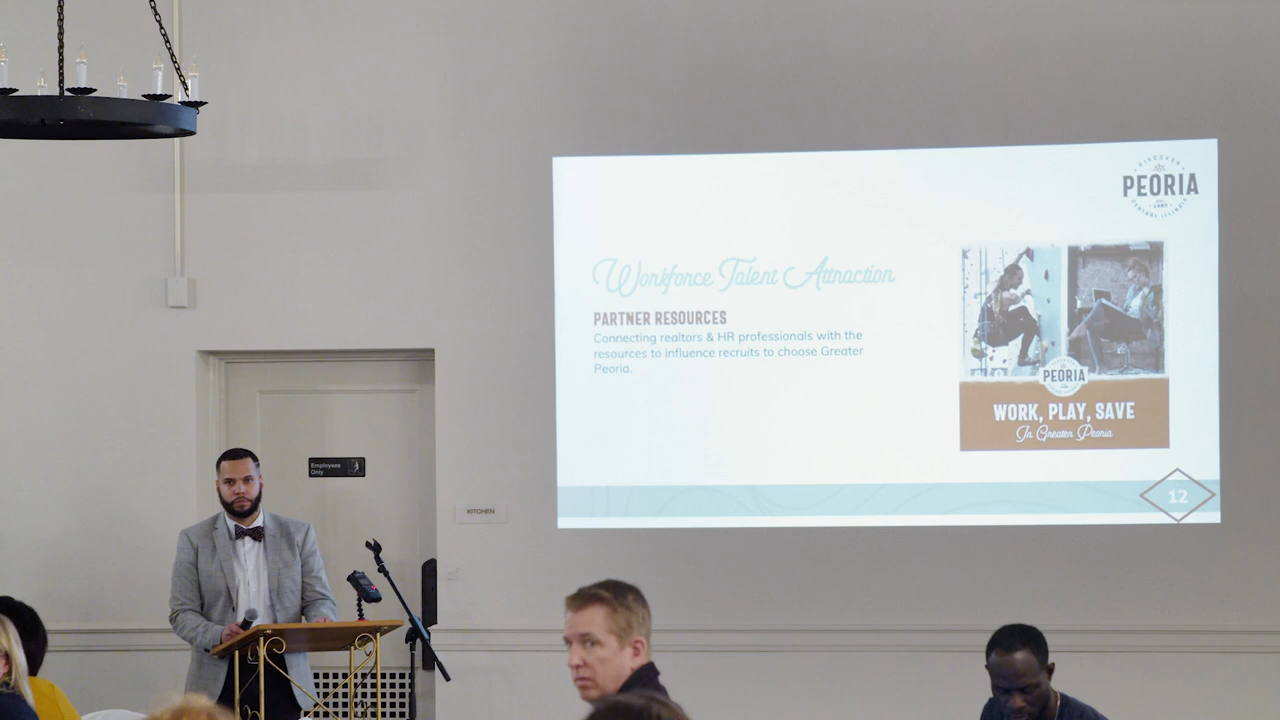 DISCOVER
PEORIA
CENTRAL ILLINOIS
Workforce Talent Attraction
PARTNER RESOURCES
Connecting realtors & HR professionals with the
resources to influence recruits to choose Greater
Peoria.
PEORIA
WORK, PLAY, SAVE
In Greater Peoria
12
Employees
Only
KITCHEN